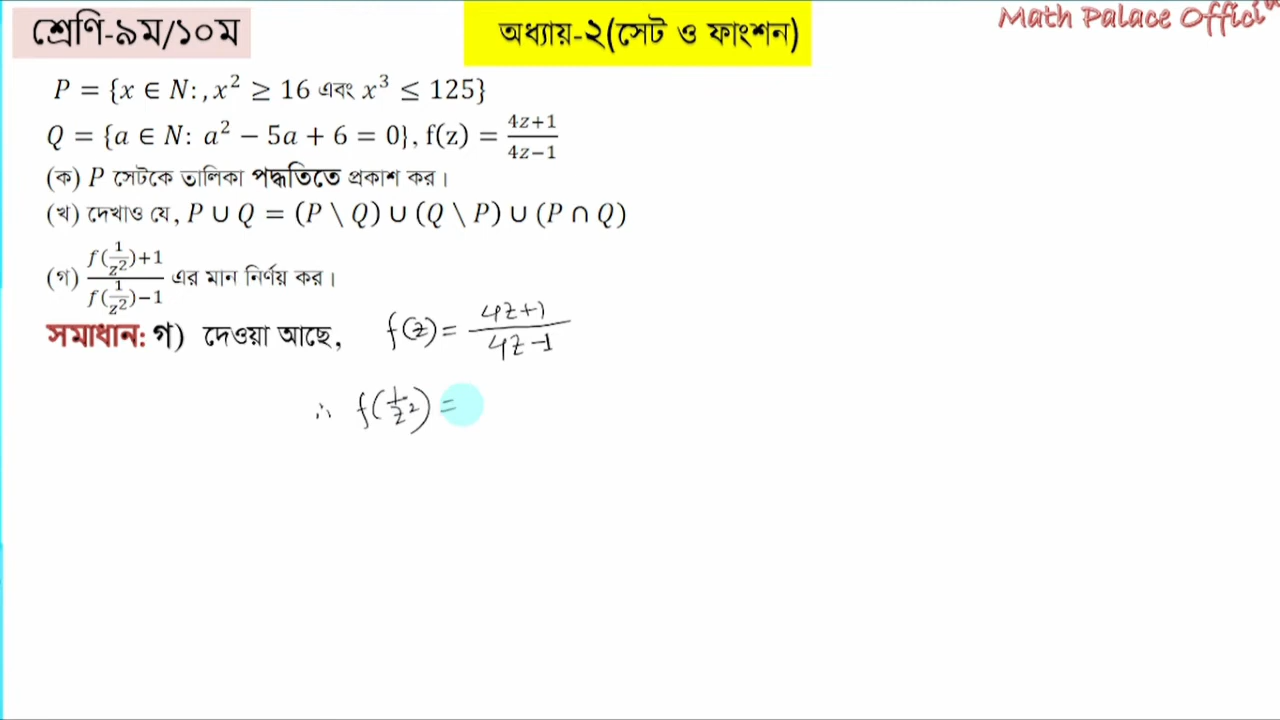 শ্রেণি-৯ম/১০ম
অধ্যায়-২(সেট ও ফাংশন)
Math Palace Offici
P = {x ∈ N:, x² ≥ 16 এবং x³ ≤ 125}
Q = {a ∈ N: a² − 5a + 6 = 0}, f(z) = (4z+1)/(4z−1)
(ক) P সেটকে তালিকা পদ্ধতিতে প্রকাশ কর।
(খ) দেখাও যে, P ∪ Q = (P \ Q) ∪ (Q \ P) ∪ (P ∩ Q)
(গ) (f(1/z²)+1)/(f(1/z²)−1) এর মান নির্ণয় কর।
সমাধান: গ) দেওয়া আছে, f(z) = (4z+1)/(4z-1)
∴ f(1/z²) =